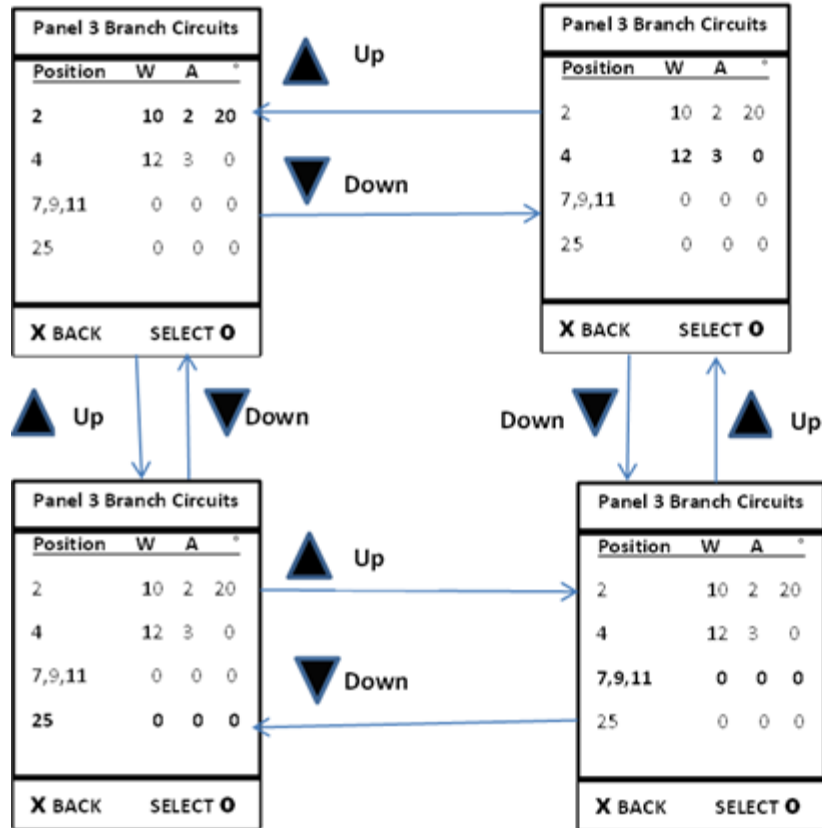 Panel 3 Branch Circuits
Position W A °
2 10 2 20
4 12 3 0
7,9,11 0 0 0
25 0 0 0
X BACK SELECT O
Up
Down
Panel 3 Branch Circuits
Position W A °
2 10 2 20
4 12 3 0
7,9,11 0 0 0
25 0 0 0
X BACK SELECT O
Up
Down
Down
Up
Panel 3 Branch Circuits
Position W A °
2 10 2 20
4 12 3 0
7,9,11 0 0 0
25 0 0 0
X BACK SELECT O
Up
Down
Panel 3 Branch Circuits
Position W A °
2 10 2 20
4 12 3 0
7,9,11 0 0 0
25 0 0 0
X BACK SELECT O